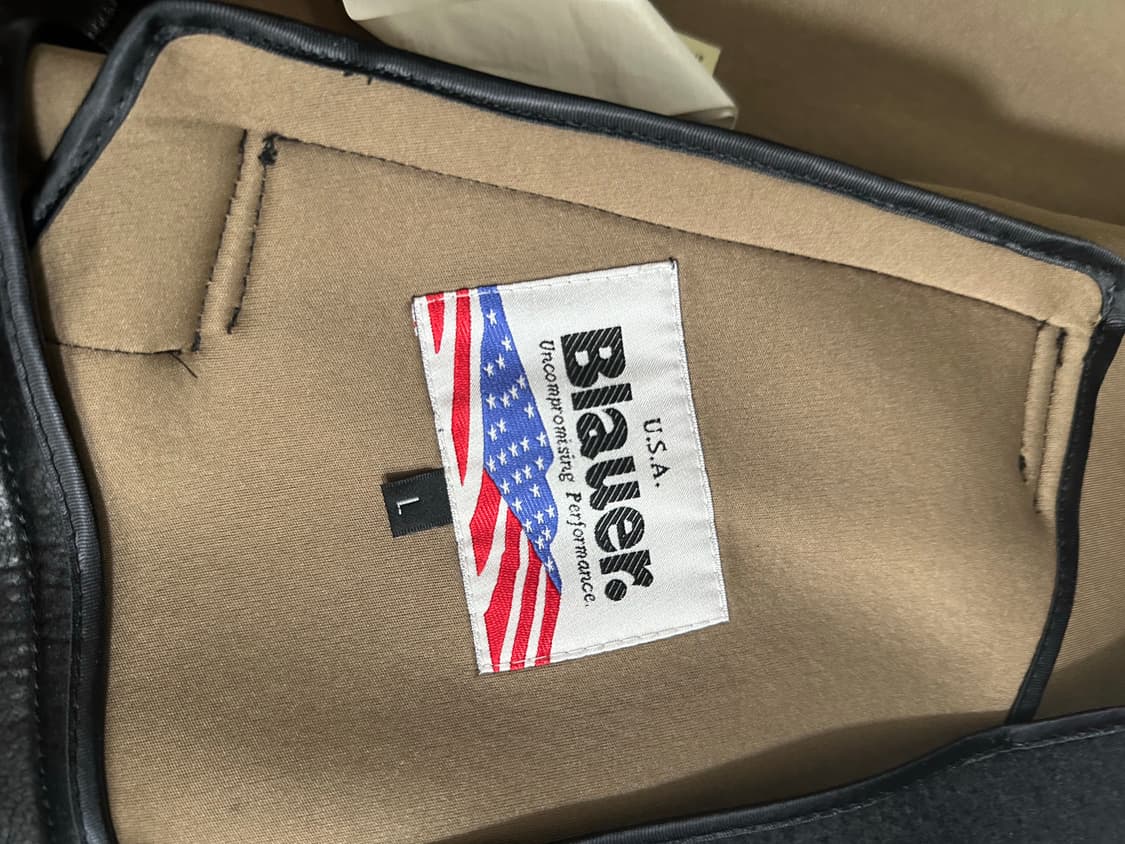 U.S.A.
Blauer.
Uncompromising Performance.
L